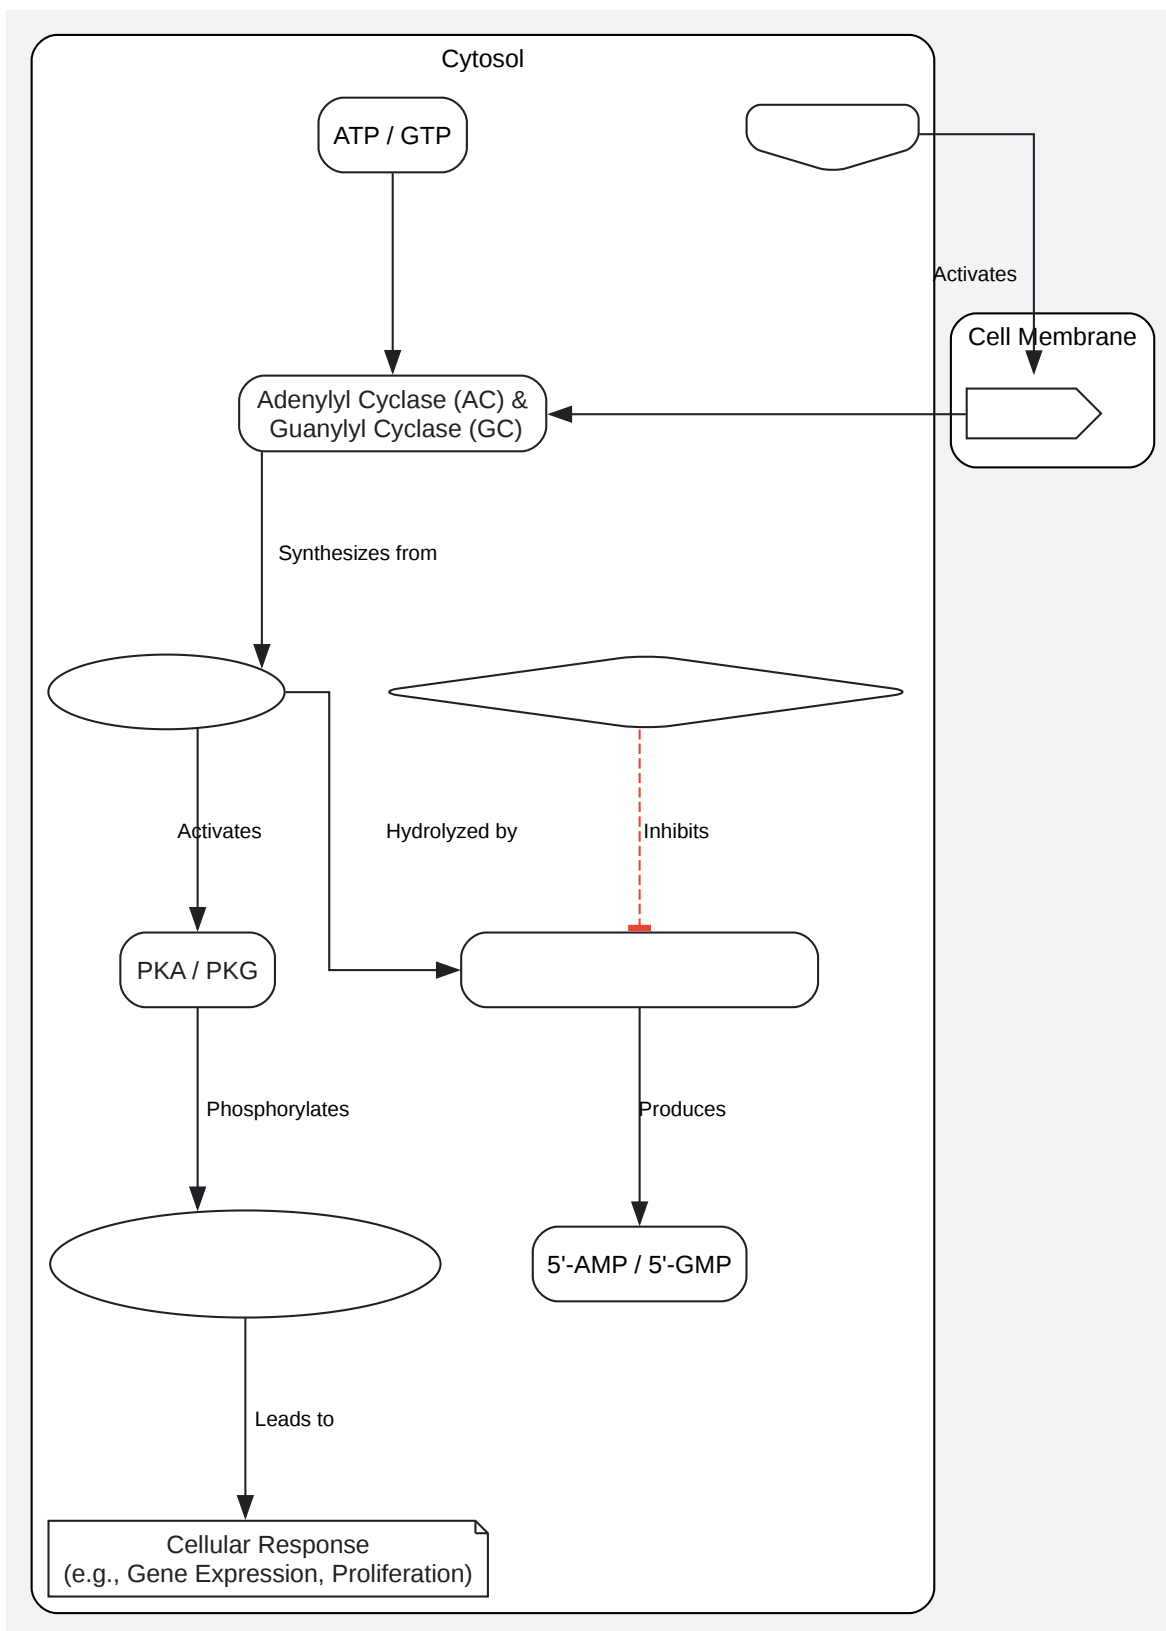 Cytosol
ATP / GTP
Activates
Cell Membrane
Adenylyl Cyclase (AC) &
Guanylyl Cyclase (GC)
Synthesizes from
Activates
Hydrolyzed by
Inhibits
PKA / PKG
Phosphorylates
Produces
5'-AMP / 5'-GMP
Leads to
Cellular Response
(e.g., Gene Expression, Proliferation)